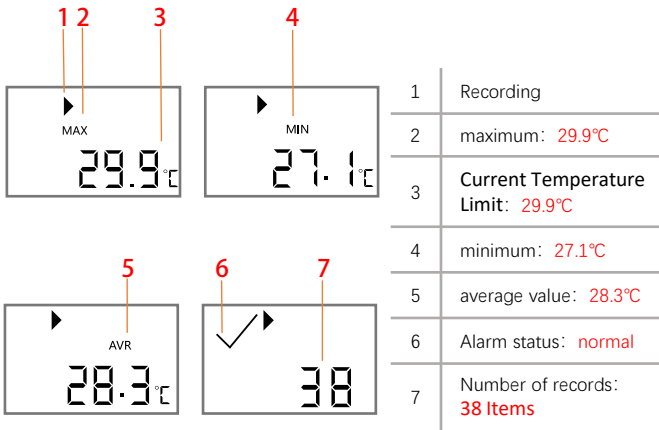 1 2 3 4
MAX
29.9℃
MIN
27.1℃
5 6 7
AVR
28.3℃
38
1 Recording
2 maximum: 29.9℃
3 Current Temperature
Limit: 29.9℃
4 minimum: 27.1℃
5 average value: 28.3℃
6 Alarm status: normal
7 Number of records:
38 Items